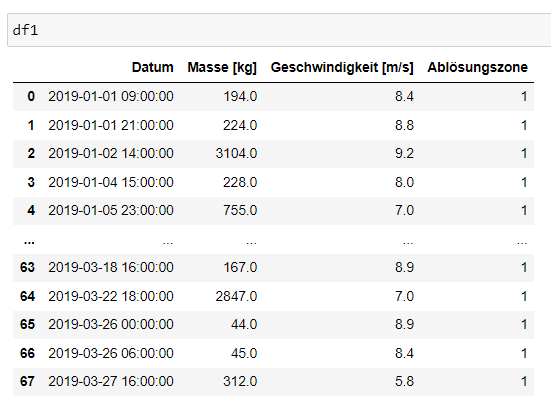 df1
Datum Masse [kg] Geschwindigkeit [m/s] Ablösungszone
0 2019-01-01 09:00:00 194.0 8.4 1
1 2019-01-01 21:00:00 224.0 8.8 1
2 2019-01-02 14:00:00 3104.0 9.2 1
3 2019-01-04 15:00:00 228.0 8.0 1
4 2019-01-05 23:00:00 755.0 7.0 1
... ... ... ... ...
63 2019-03-18 16:00:00 167.0 8.9 1
64 2019-03-22 18:00:00 2847.0 7.0 1
65 2019-03-26 00:00:00 44.0 8.9 1
66 2019-03-26 06:00:00 45.0 8.4 1
67 2019-03-27 16:00:00 312.0 5.8 1